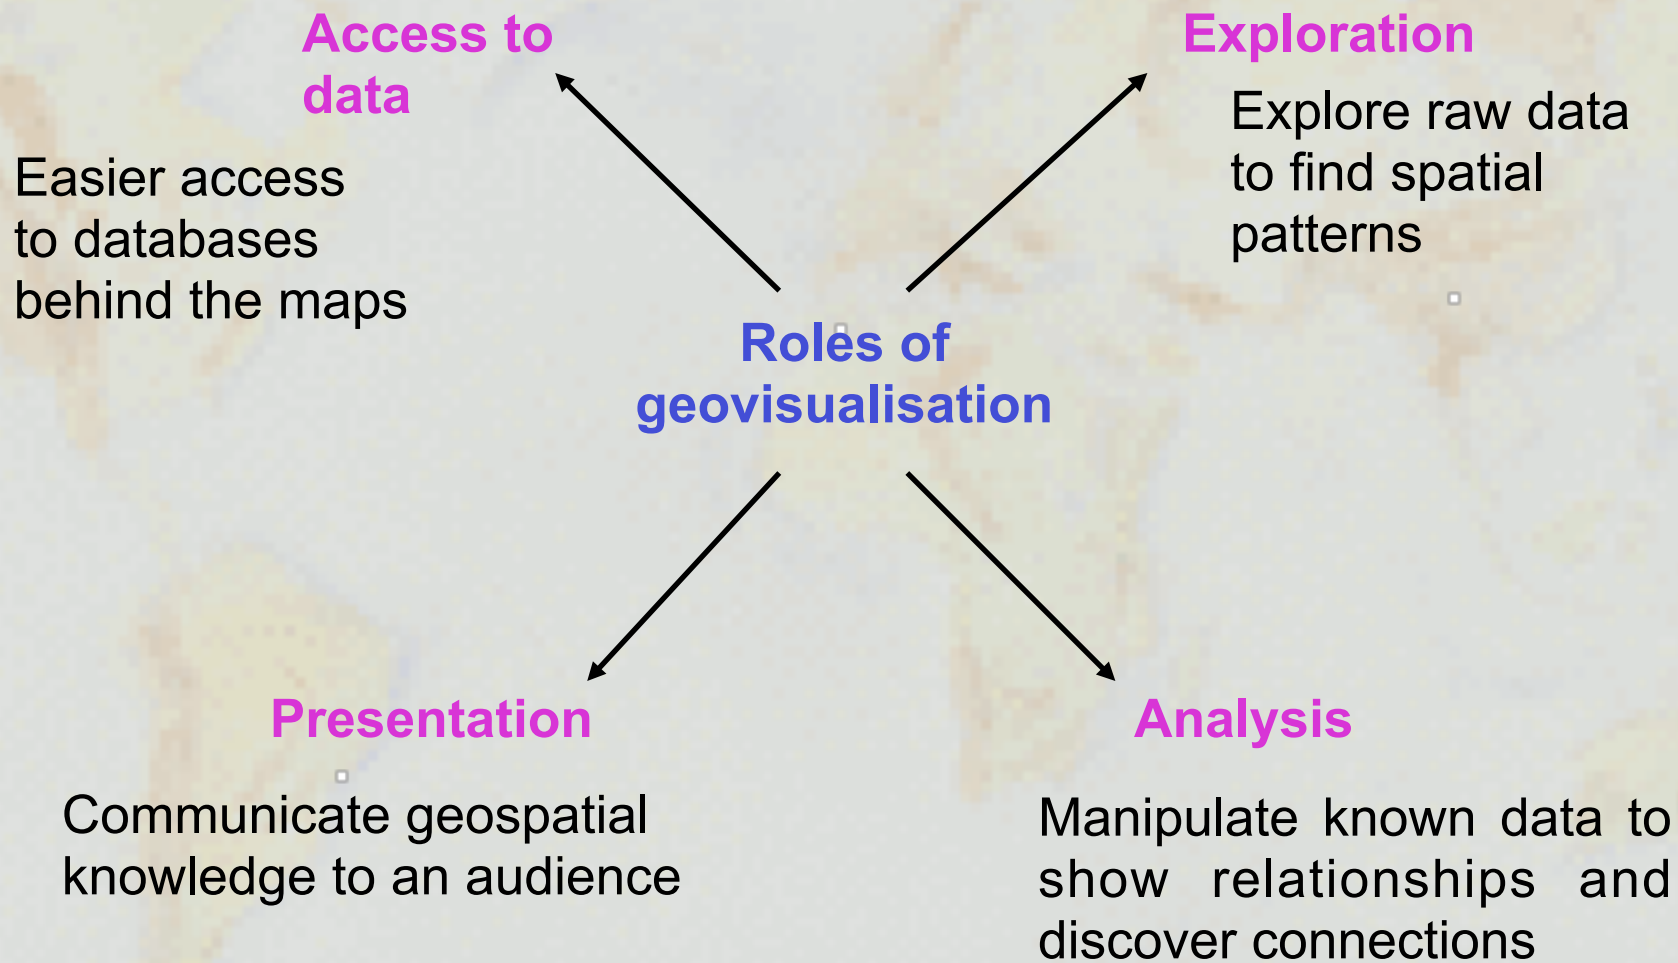 Access to
data
Easier access
to databases
behind the maps
Exploration
Explore raw data
to find spatial
patterns
Roles of
geovisualisation
Presentation
Communicate geospatial
knowledge to an audience
Analysis
Manipulate known data to
show relationships and
discover connections